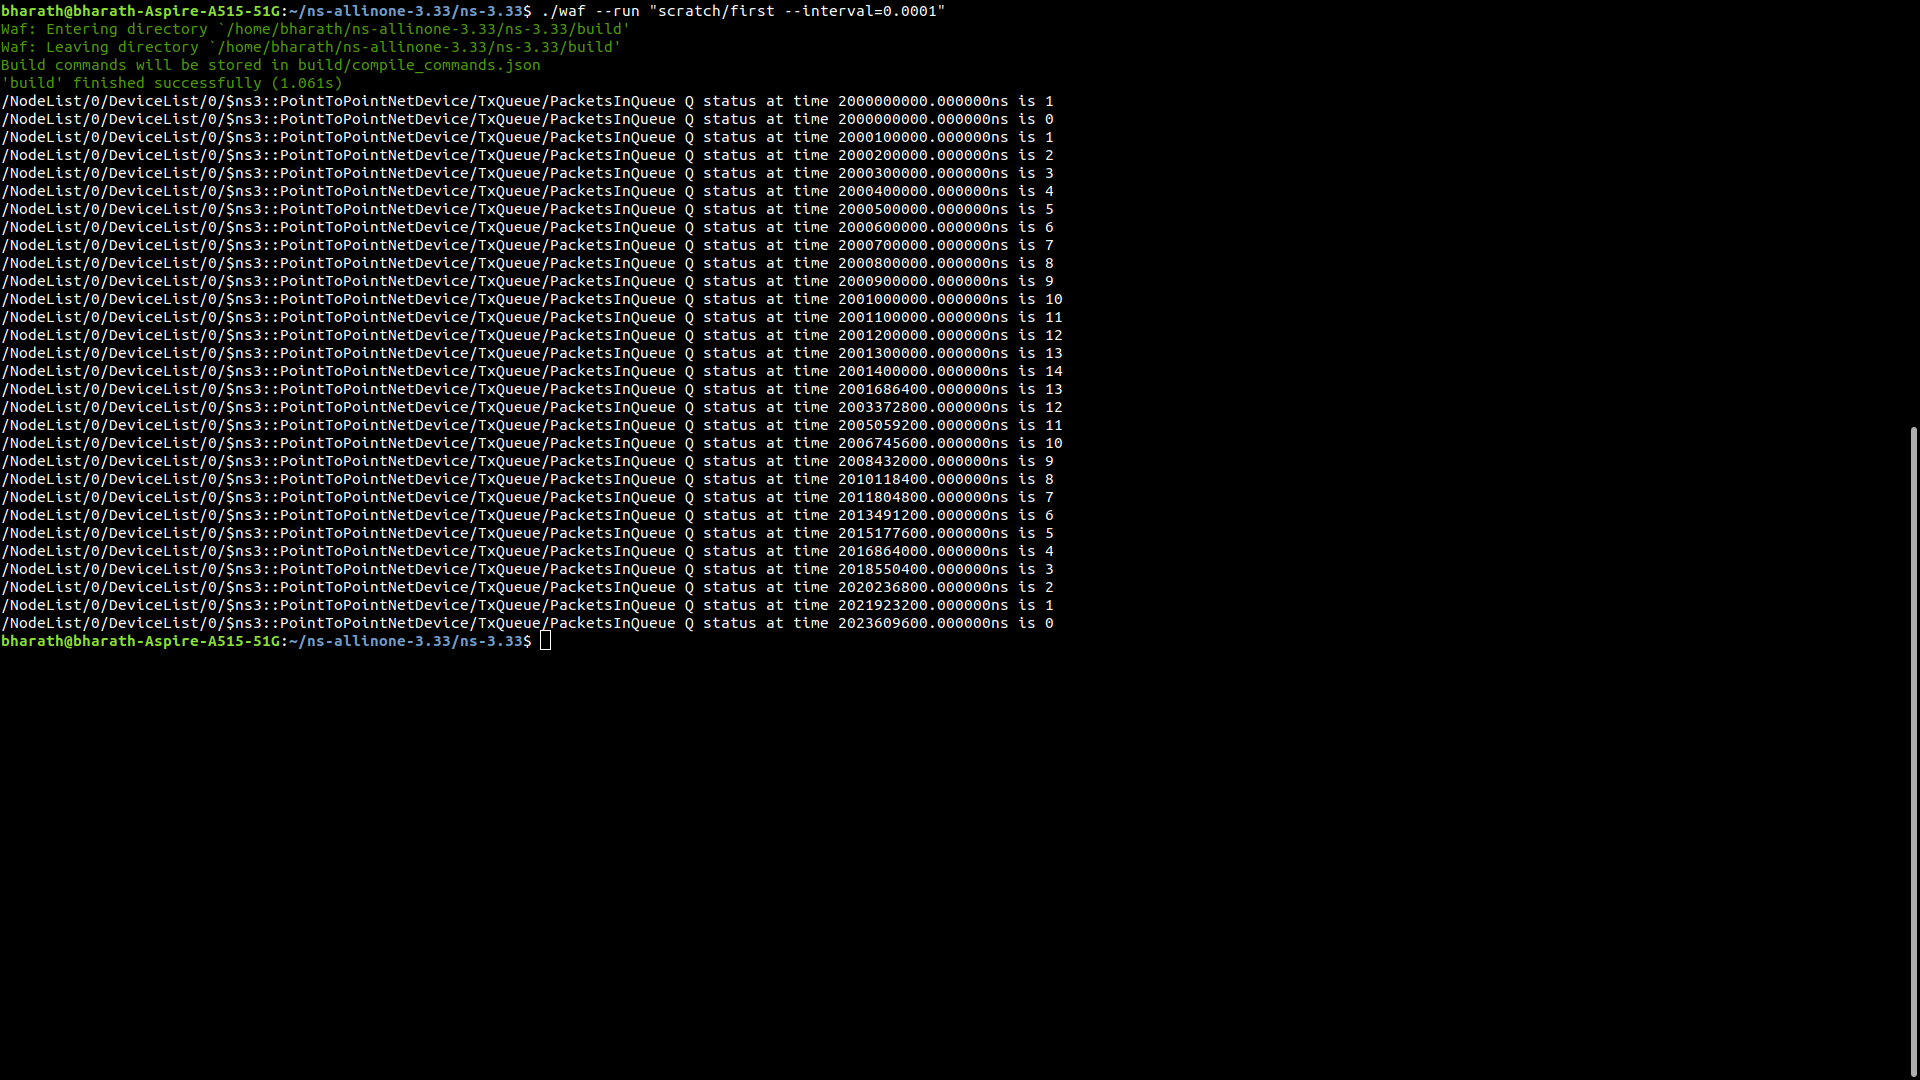 bharath@bharath-Aspire-A515-51G:~/ns-allinone-3.33/ns-3.33$ ./waf --run "scratch/first --interval=0.0001"
Waf: Entering directory `/home/bharath/ns-allinone-3.33/ns-3.33/build'
Waf: Leaving directory `/home/bharath/ns-allinone-3.33/ns-3.33/build'
Build commands will be stored in build/compile_commands.json
'build' finished successfully (1.061s)
/NodeList/0/DeviceList/0/$ns3::PointToPointNetDevice/TxQueue/PacketsInQueue Q status at time 2000000000.000000ns is 1
/NodeList/0/DeviceList/0/$ns3::PointToPointNetDevice/TxQueue/PacketsInQueue Q status at time 2000000000.000000ns is 0
/NodeList/0/DeviceList/0/$ns3::PointToPointNetDevice/TxQueue/PacketsInQueue Q status at time 2000100000.000000ns is 1
/NodeList/0/DeviceList/0/$ns3::PointToPointNetDevice/TxQueue/PacketsInQueue Q status at time 2000200000.000000ns is 2
/NodeList/0/DeviceList/0/$ns3::PointToPointNetDevice/TxQueue/PacketsInQueue Q status at time 2000300000.000000ns is 3
/NodeList/0/DeviceList/0/$ns3::PointToPointNetDevice/TxQueue/PacketsInQueue Q status at time 2000400000.000000ns is 4
/NodeList/0/DeviceList/0/$ns3::PointToPointNetDevice/TxQueue/PacketsInQueue Q status at time 2000500000.000000ns is 5
/NodeList/0/DeviceList/0/$ns3::PointToPointNetDevice/TxQueue/PacketsInQueue Q status at time 2000600000.000000ns is 6
/NodeList/0/DeviceList/0/$ns3::PointToPointNetDevice/TxQueue/PacketsInQueue Q status at time 2000700000.000000ns is 7
/NodeList/0/DeviceList/0/$ns3::PointToPointNetDevice/TxQueue/PacketsInQueue Q status at time 2000800000.000000ns is 8
/NodeList/0/DeviceList/0/$ns3::PointToPointNetDevice/TxQueue/PacketsInQueue Q status at time 2000900000.000000ns is 9
/NodeList/0/DeviceList/0/$ns3::PointToPointNetDevice/TxQueue/PacketsInQueue Q status at time 2001000000.000000ns is 10
/NodeList/0/DeviceList/0/$ns3::PointToPointNetDevice/TxQueue/PacketsInQueue Q status at time 2001100000.000000ns is 11
/NodeList/0/DeviceList/0/$ns3::PointToPointNetDevice/TxQueue/PacketsInQueue Q status at time 2001200000.000000ns is 12
/NodeList/0/DeviceList/0/$ns3::PointToPointNetDevice/TxQueue/PacketsInQueue Q status at time 2001300000.000000ns is 13
/NodeList/0/DeviceList/0/$ns3::PointToPointNetDevice/TxQueue/PacketsInQueue Q status at time 2001400000.000000ns is 14
/NodeList/0/DeviceList/0/$ns3::PointToPointNetDevice/TxQueue/PacketsInQueue Q status at time 2001686400.000000ns is 13
/NodeList/0/DeviceList/0/$ns3::PointToPointNetDevice/TxQueue/PacketsInQueue Q status at time 2003372800.000000ns is 12
/NodeList/0/DeviceList/0/$ns3::PointToPointNetDevice/TxQueue/PacketsInQueue Q status at time 2005059200.000000ns is 11
/NodeList/0/DeviceList/0/$ns3::PointToPointNetDevice/TxQueue/PacketsInQueue Q status at time 2006745600.000000ns is 10
/NodeList/0/DeviceList/0/$ns3::PointToPointNetDevice/TxQueue/PacketsInQueue Q status at time 2008432000.000000ns is 9
/NodeList/0/DeviceList/0/$ns3::PointToPointNetDevice/TxQueue/PacketsInQueue Q status at time 2010118400.000000ns is 8
/NodeList/0/DeviceList/0/$ns3::PointToPointNetDevice/TxQueue/PacketsInQueue Q status at time 2011804800.000000ns is 7
/NodeList/0/DeviceList/0/$ns3::PointToPointNetDevice/TxQueue/PacketsInQueue Q status at time 2013491200.000000ns is 6
/NodeList/0/DeviceList/0/$ns3::PointToPointNetDevice/TxQueue/PacketsInQueue Q status at time 2015177600.000000ns is 5
/NodeList/0/DeviceList/0/$ns3::PointToPointNetDevice/TxQueue/PacketsInQueue Q status at time 2016864000.000000ns is 4
/NodeList/0/DeviceList/0/$ns3::PointToPointNetDevice/TxQueue/PacketsInQueue Q status at time 2018550400.000000ns is 3
/NodeList/0/DeviceList/0/$ns3::PointToPointNetDevice/TxQueue/PacketsInQueue Q status at time 2020236800.000000ns is 2
/NodeList/0/DeviceList/0/$ns3::PointToPointNetDevice/TxQueue/PacketsInQueue Q status at time 2021923200.000000ns is 1
/NodeList/0/DeviceList/0/$ns3::PointToPointNetDevice/TxQueue/PacketsInQueue Q status at time 2023609600.000000ns is 0
bharath@bharath-Aspire-A515-51G:~/ns-allinone-3.33/ns-3.33$